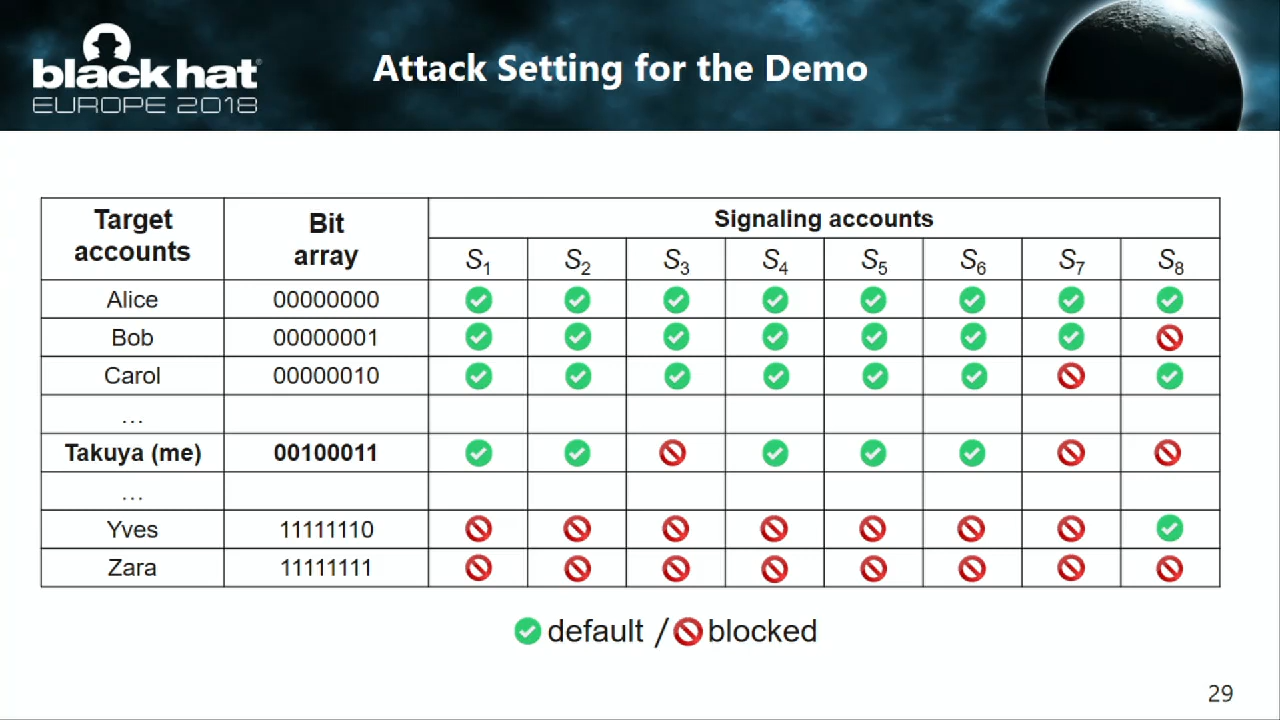 black hat
EUROPE 2018
Attack Setting for the Demo
Target accounts Bit array Signaling accounts
S1 S2 S3 S4 S5 S6 S7 S8
Alice 00000000
Bob 00000001
Carol 00000010
...
Takuya (me) 00100011
...
Yves 11111110
Zara 11111111
default / blocked
29